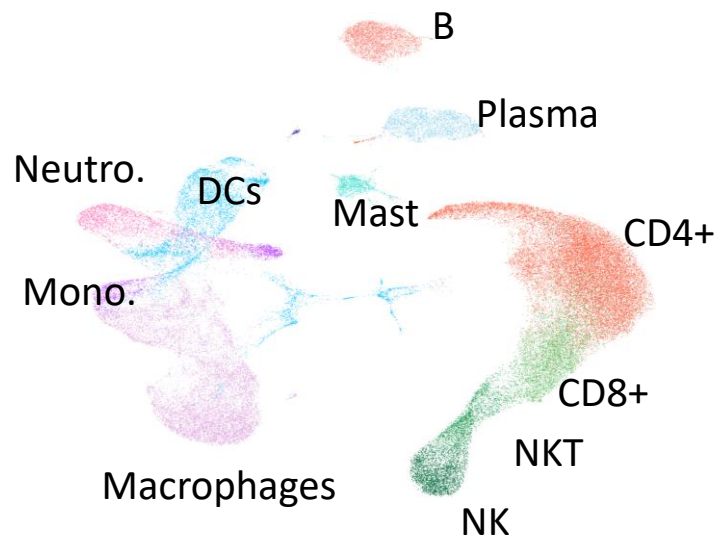 B
Plasma
Neutro.
DCs
Mast
CD4+
Mono.
CD8+
NKT
Macrophages
NK